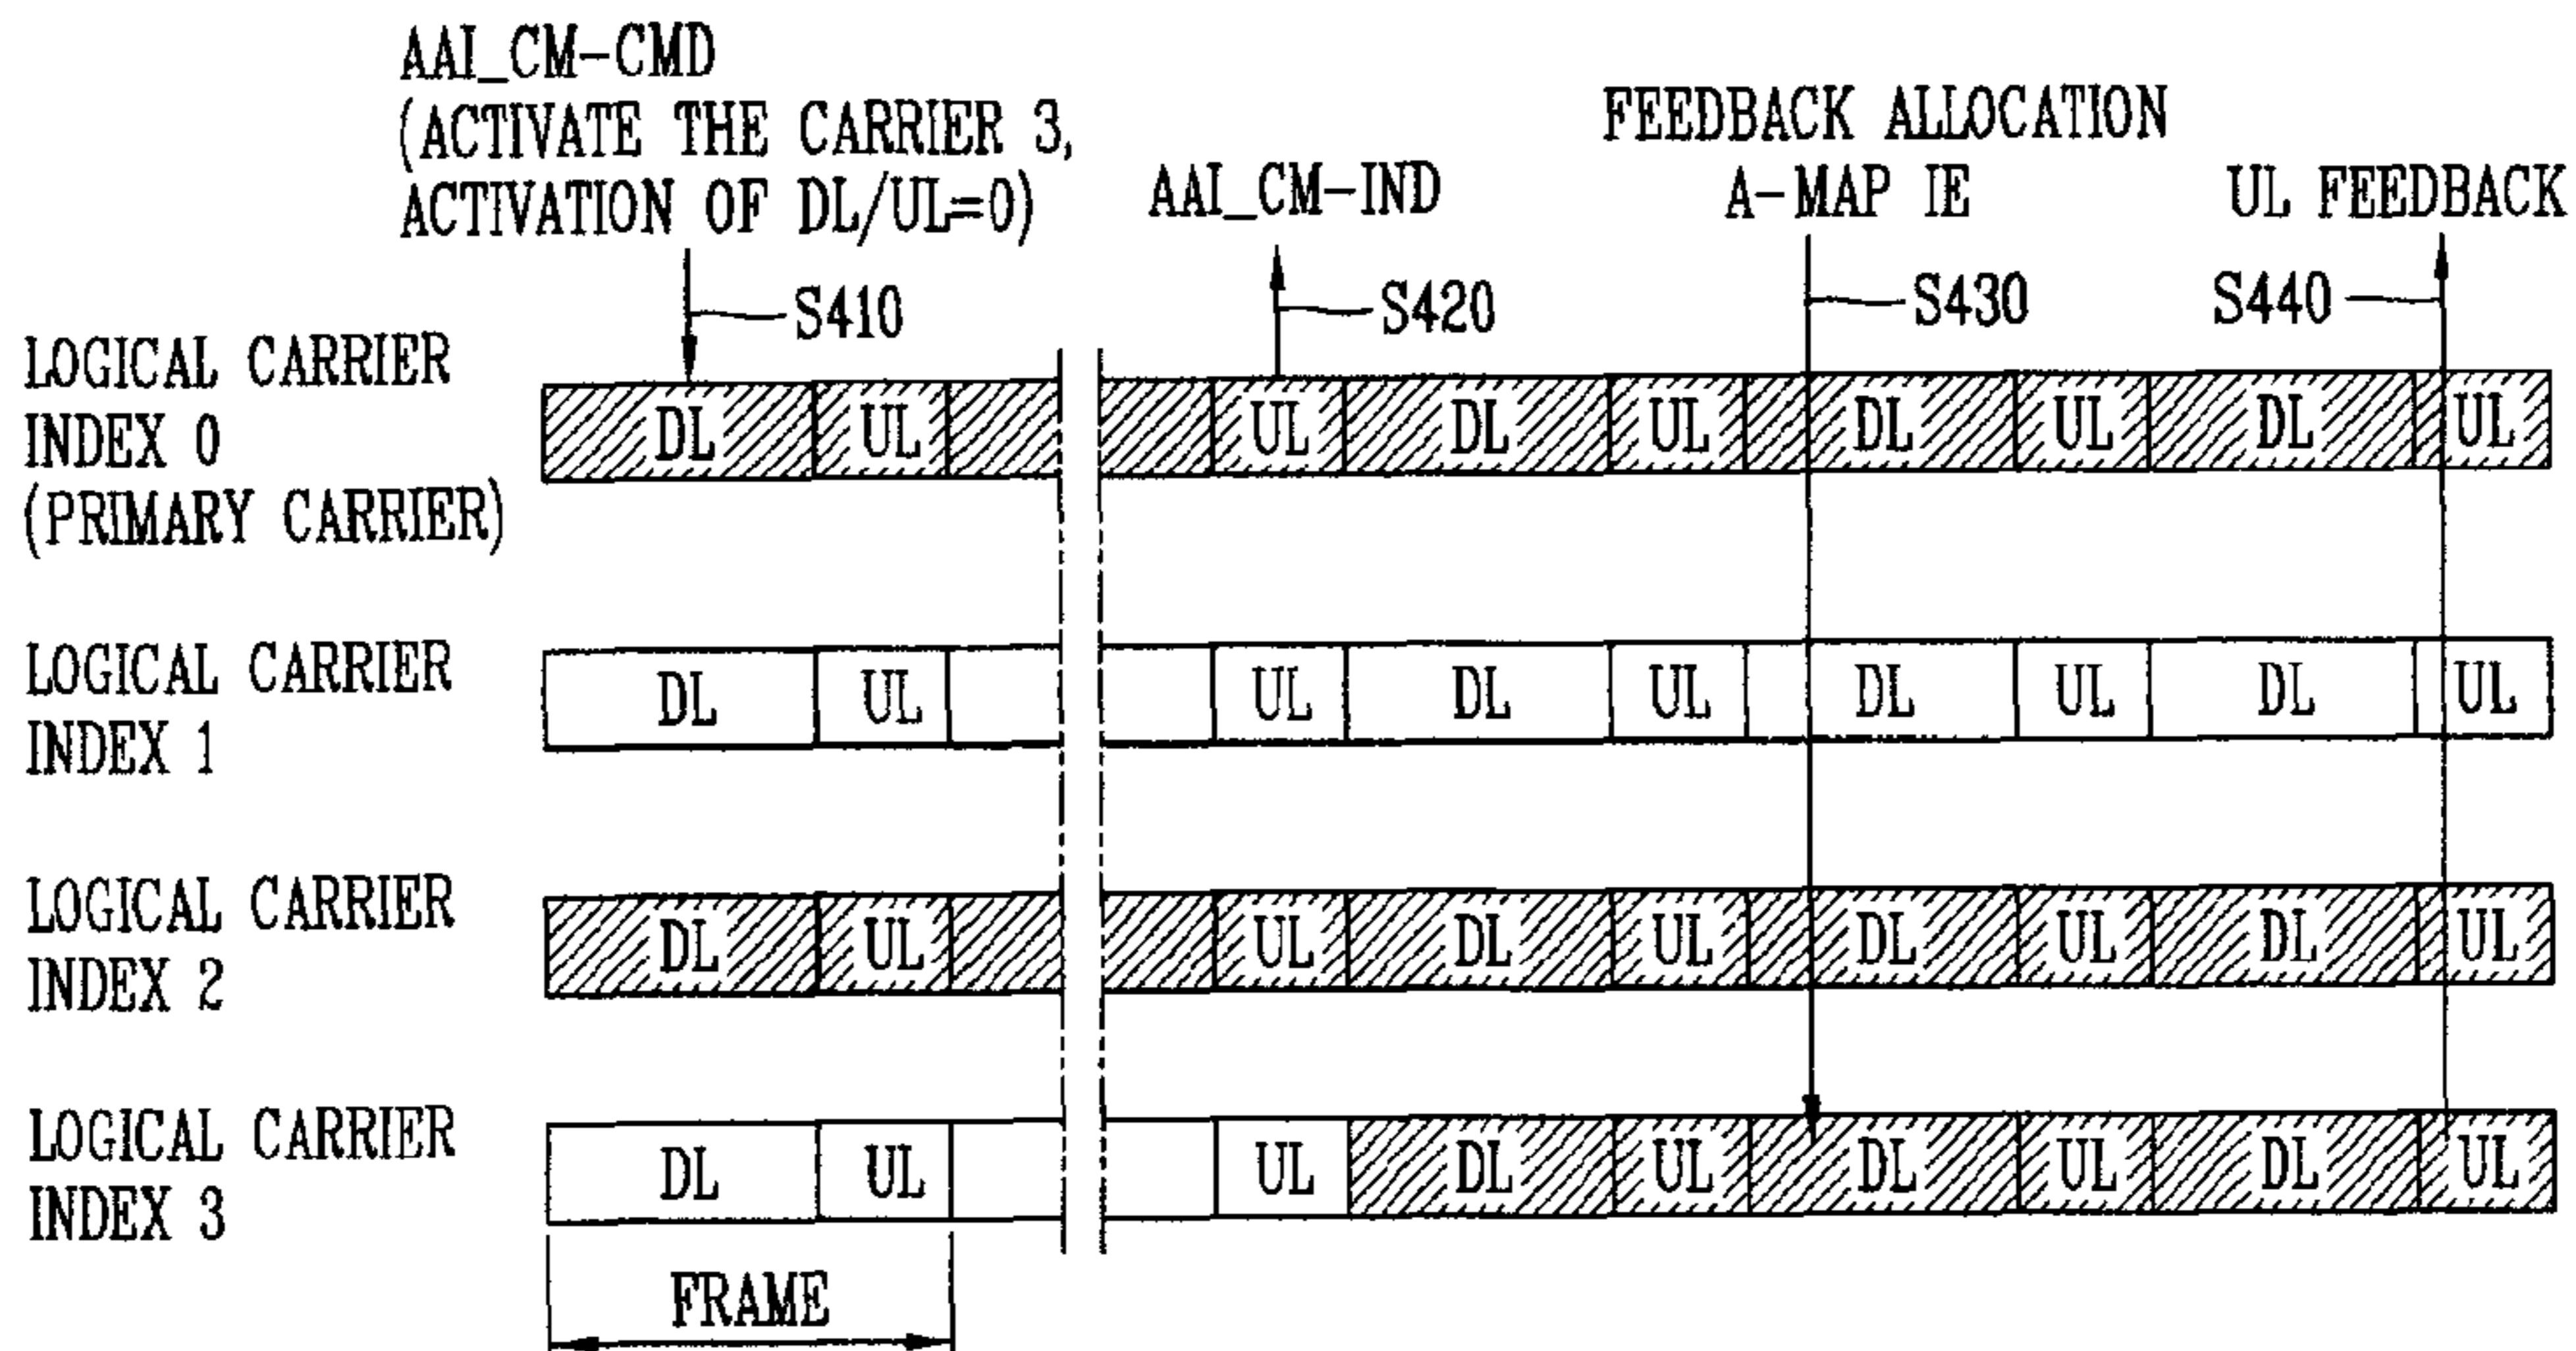 AAI_CM-CMD
(ACTIVATE THE CARRIER 3,
ACTIVATION OF DL/UL=0)
AAI_CM-IND
FEEDBACK ALLOCATION
A-MAP IE
UL FEEDBACK
S410
S420
S430
S440
LOGICAL CARRIER
INDEX 0
(PRIMARY CARRIER)
DL UL UL DL UL DL UL DL UL
LOGICAL CARRIER
INDEX 1
DL UL UL DL UL DL UL DL UL
LOGICAL CARRIER
INDEX 2
DL UL UL DL UL DL UL DL UL
LOGICAL CARRIER
INDEX 3
DL UL UL DL UL DL UL DL UL
FRAME